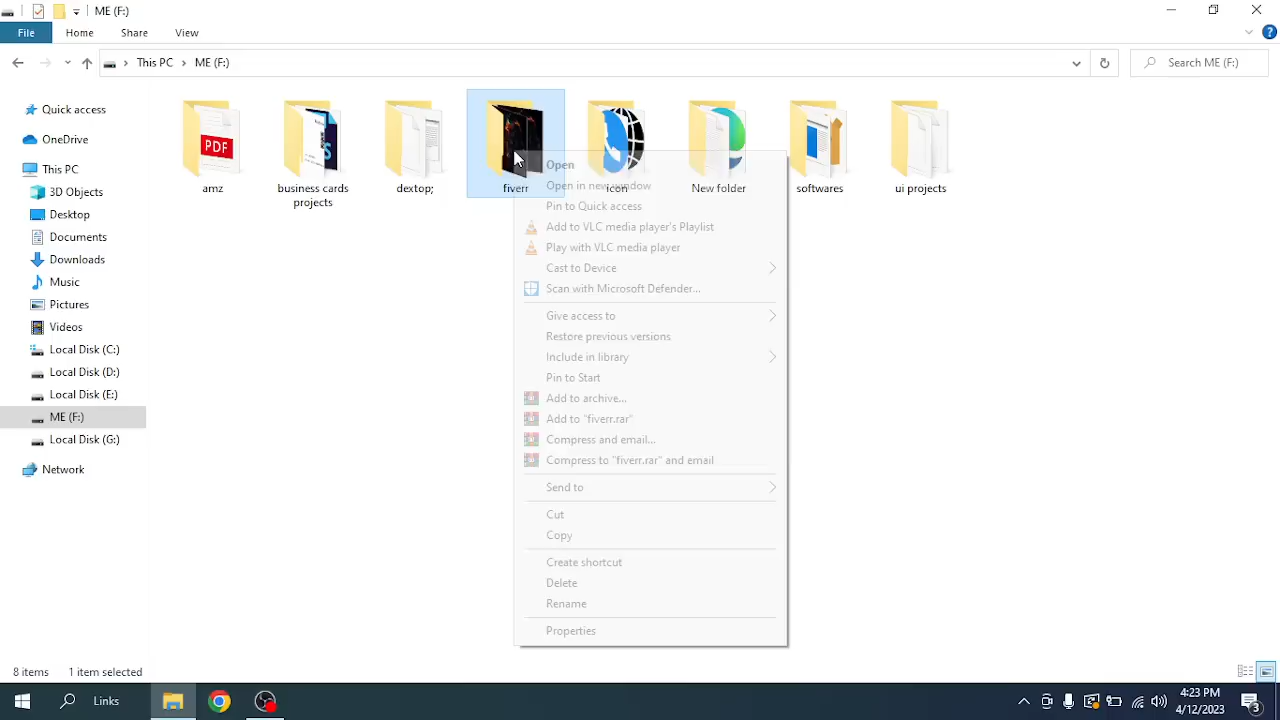 ME (F:)
File
Home
Share
View
This PC
ME (F:)
Search ME (F:)
Quick access
OneDrive
This PC
3D Objects
Desktop
Documents
Downloads
Music
Pictures
Videos
Local Disk (C:)
Local Disk (D:)
Local Disk (E:)
ME (F:)
Local Disk (G:)
Network
PDF
amz
business cards
projects
dextop;
fiverr
icon
New folder
softwares
ui projects
Open
Open in new window
Pin to Quick access
Add to VLC media player's Playlist
Play with VLC media player
Cast to Device
Scan with Microsoft Defender...
Give access to
Restore previous versions
Include in library
Pin to Start
Add to archive...
Add to "fiverr.rar"
Compress and email...
Compress to "fiverr.rar" and email
Send to
Cut
Copy
Create shortcut
Delete
Rename
Properties
8 items
1 item selected
Links
4:23 PM
4/12/2023
3